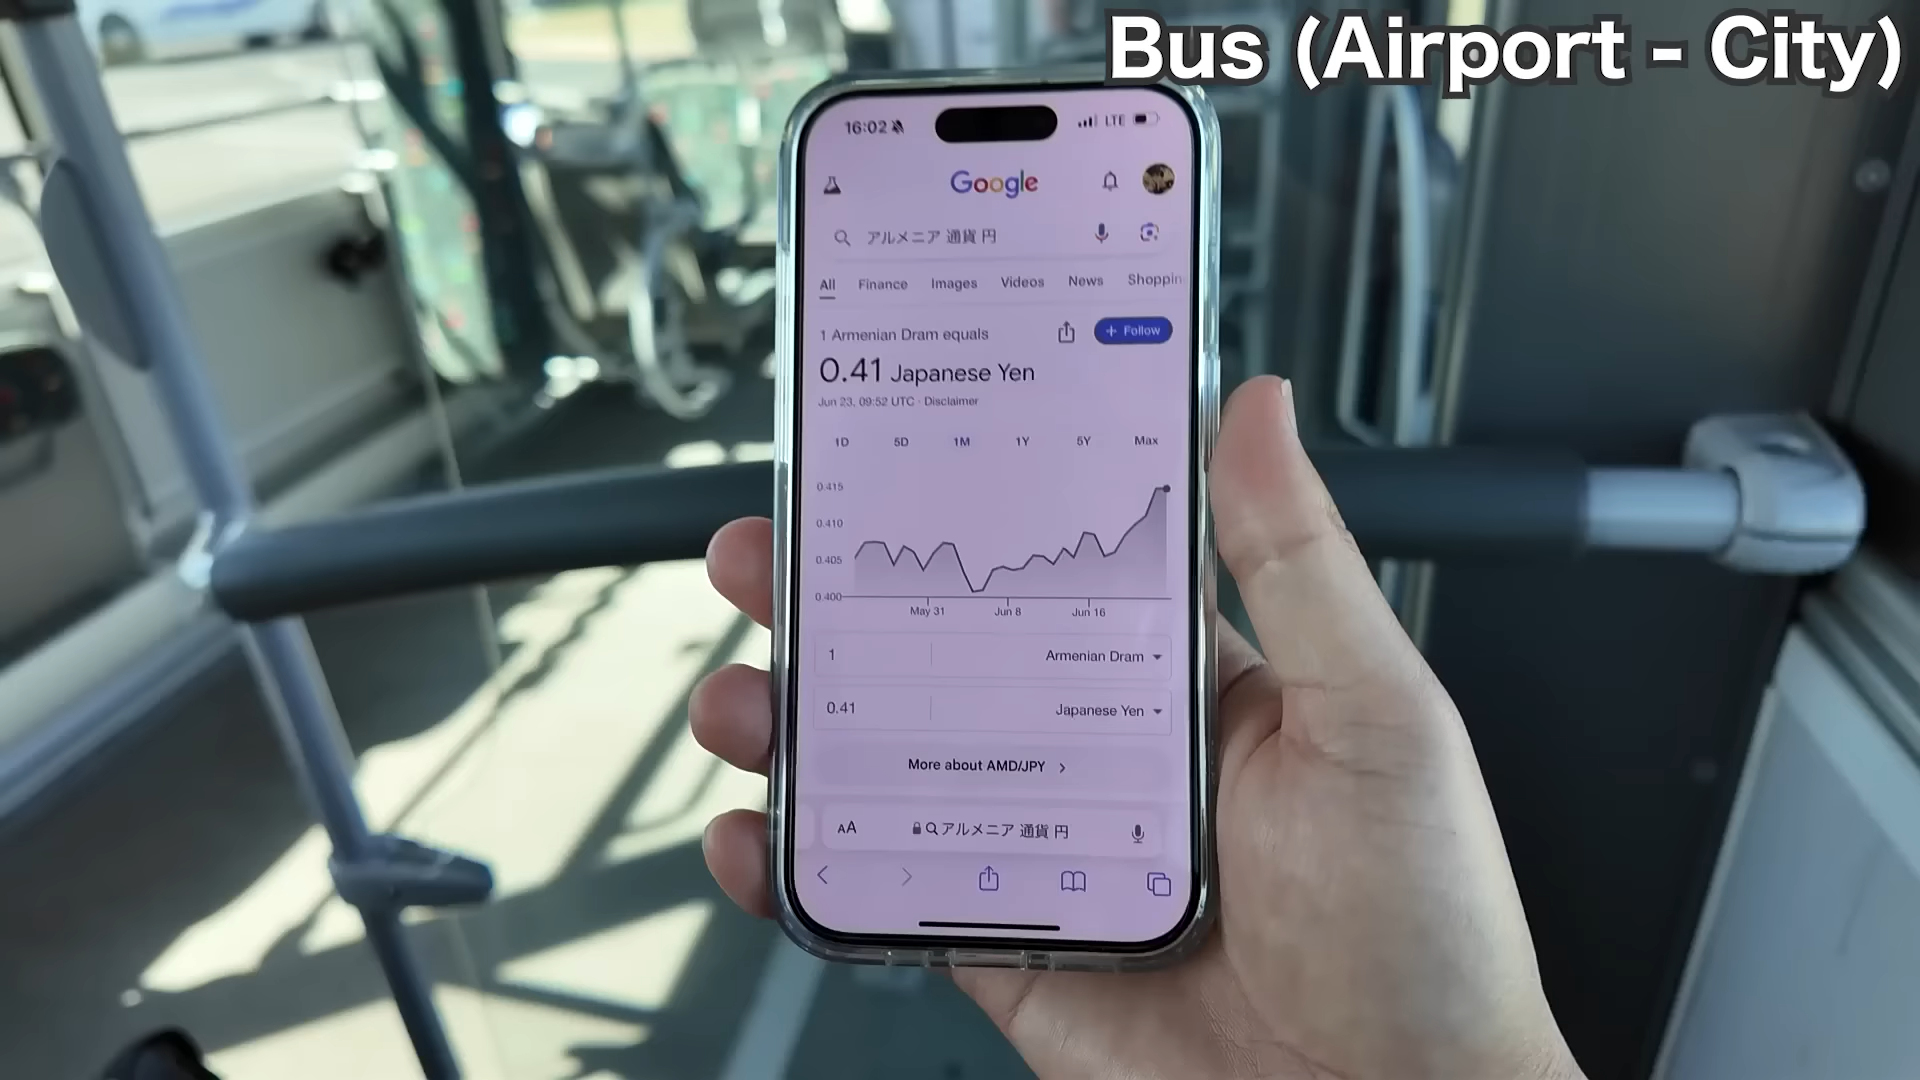 Bus (Airport - City)
16:02 LTE
Google
アルメニア 通貨 円
All Finance Images Videos News Shoppin
1 Armenian Dram equals
+ Follow
0.41 Japanese Yen
Jun 23, 09:52 UTC · Disclaimer
1D 5D 1M 1Y 5Y Max
0.415
0.410
0.405
0.400
May 31 Jun 8 Jun 16
1 Armenian Dram
0.41 Japanese Yen
More about AMD/JPY
AA アルメニア 通貨 円